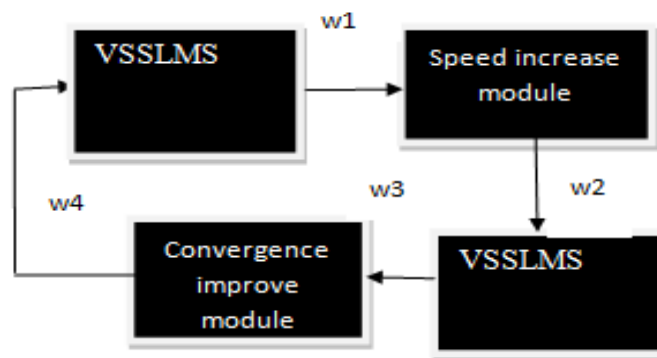 w1
VSSLMS
Speed increase
module
w2
w3
w4
VSSLMS
Convergence
improve
module